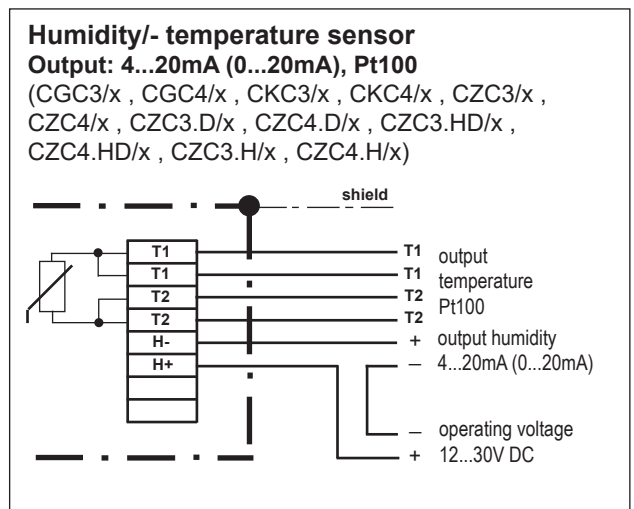 Humidity/- temperature sensor
Output: 4...20mA (0...20mA), Pt100
(CGC3/x , CGC4/x , CKC3/x , CKC4/x , CZC3/x ,
CZC4/x , CZC3.D/x , CZC4.D/x , CZC3.HD/x ,
CZC4.HD/x , CZC3.H/x , CZC4.H/x)
shield
T1
T1
T2
T2
H-
H+
T1 output
T1 temperature
T2 Pt100
T2
+ output humidity
– 4...20mA (0...20mA)
– operating voltage
+ 12...30V DC